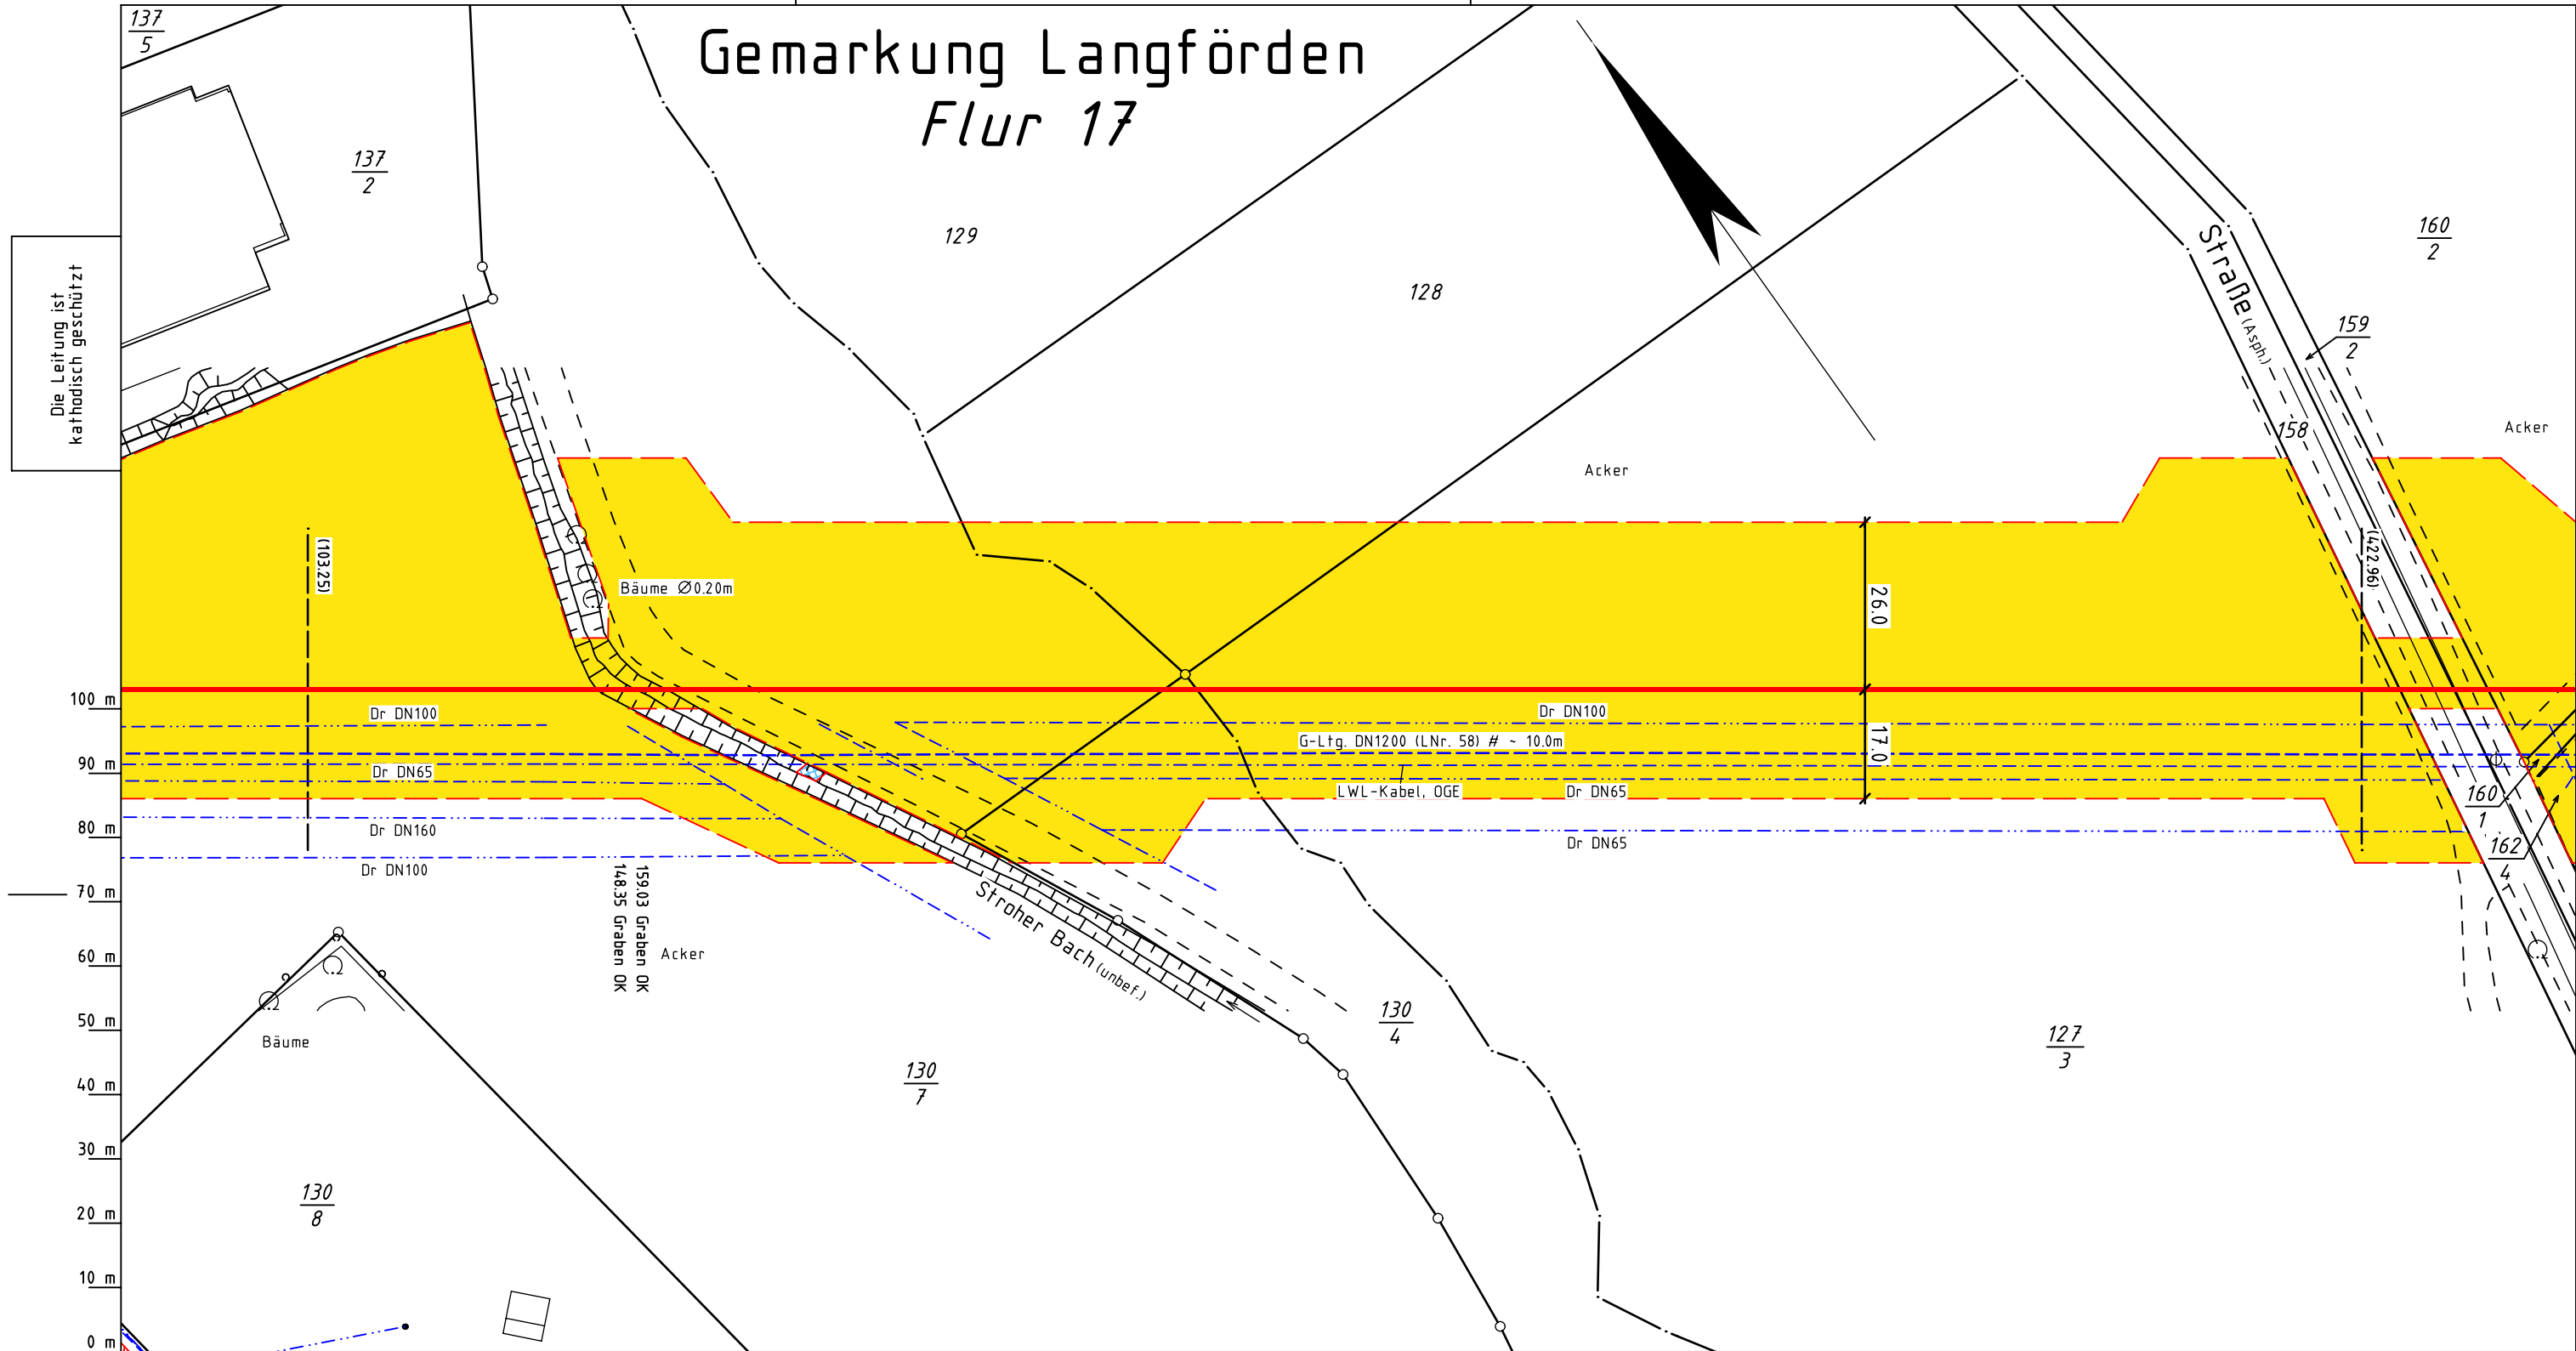 Gemarkung Langförden
Flur 17
137
5
137
2
129
128
160
2
159
2
Straße (Asph.)
158
Acker
Acker
Die Leitung ist
kathodisch geschützt
(103.25)
(422.96)
Bäume Ø0.20m
26.0
17.0
100 m
90 m
80 m
70 m
60 m
50 m
40 m
30 m
20 m
10 m
0 m
Dr DN100
Dr DN65
Dr DN160
Dr DN100
Dr DN100
G-Ltg. DN1200 (LNr. 58) # ~ 10.0m
LWL-Kabel, OGE
Dr DN65
Dr DN65
160
1
162
4
159.03 Graben OK
148.35 Graben OK
Acker
Stroher Bach (unbef.)
Bäume
130
4
130
7
127
3
130
8